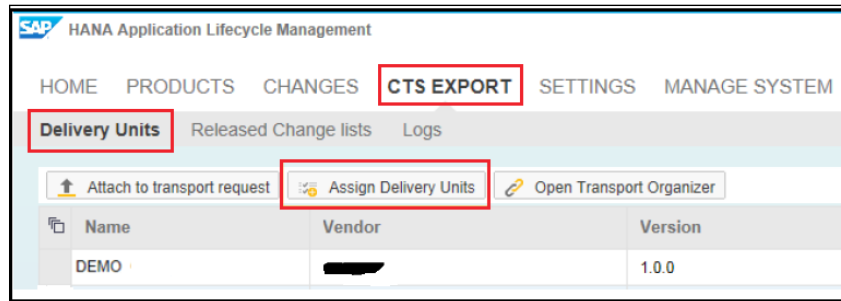 SAP HANA Application Lifecycle Management
HOME PRODUCTS CHANGES CTS EXPORT SETTINGS MANAGE SYSTEM
Delivery Units Released Change lists Logs
Attach to transport request Assign Delivery Units Open Transport Organizer
Name Vendor Version
DEMO 1.0.0